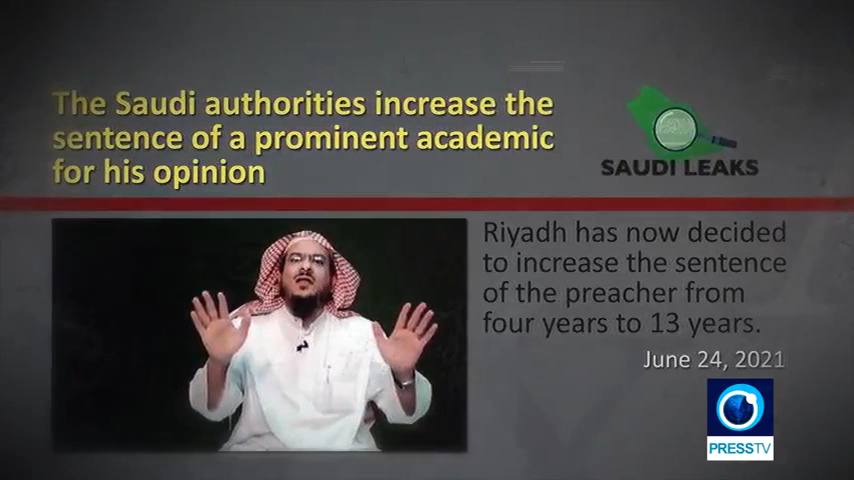 The Saudi authorities increase the
sentence of a prominent academic
for his opinion
SAUDI LEAKS
Riyadh has now decided
to increase the sentence
of the preacher from
four years to 13 years.
June 24, 2021
PRESSTV